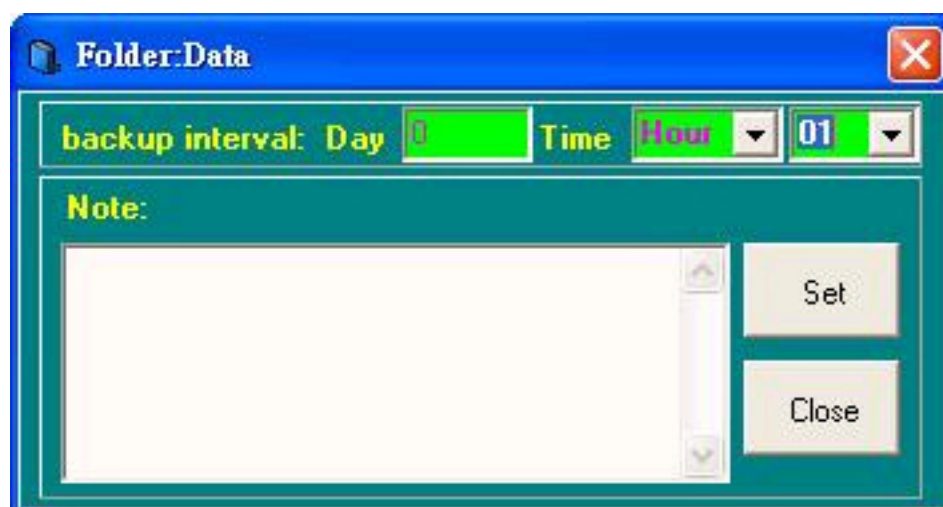 Folder:Data
backup interval: Day 0 Time Hour 01
Note:
Set
Close